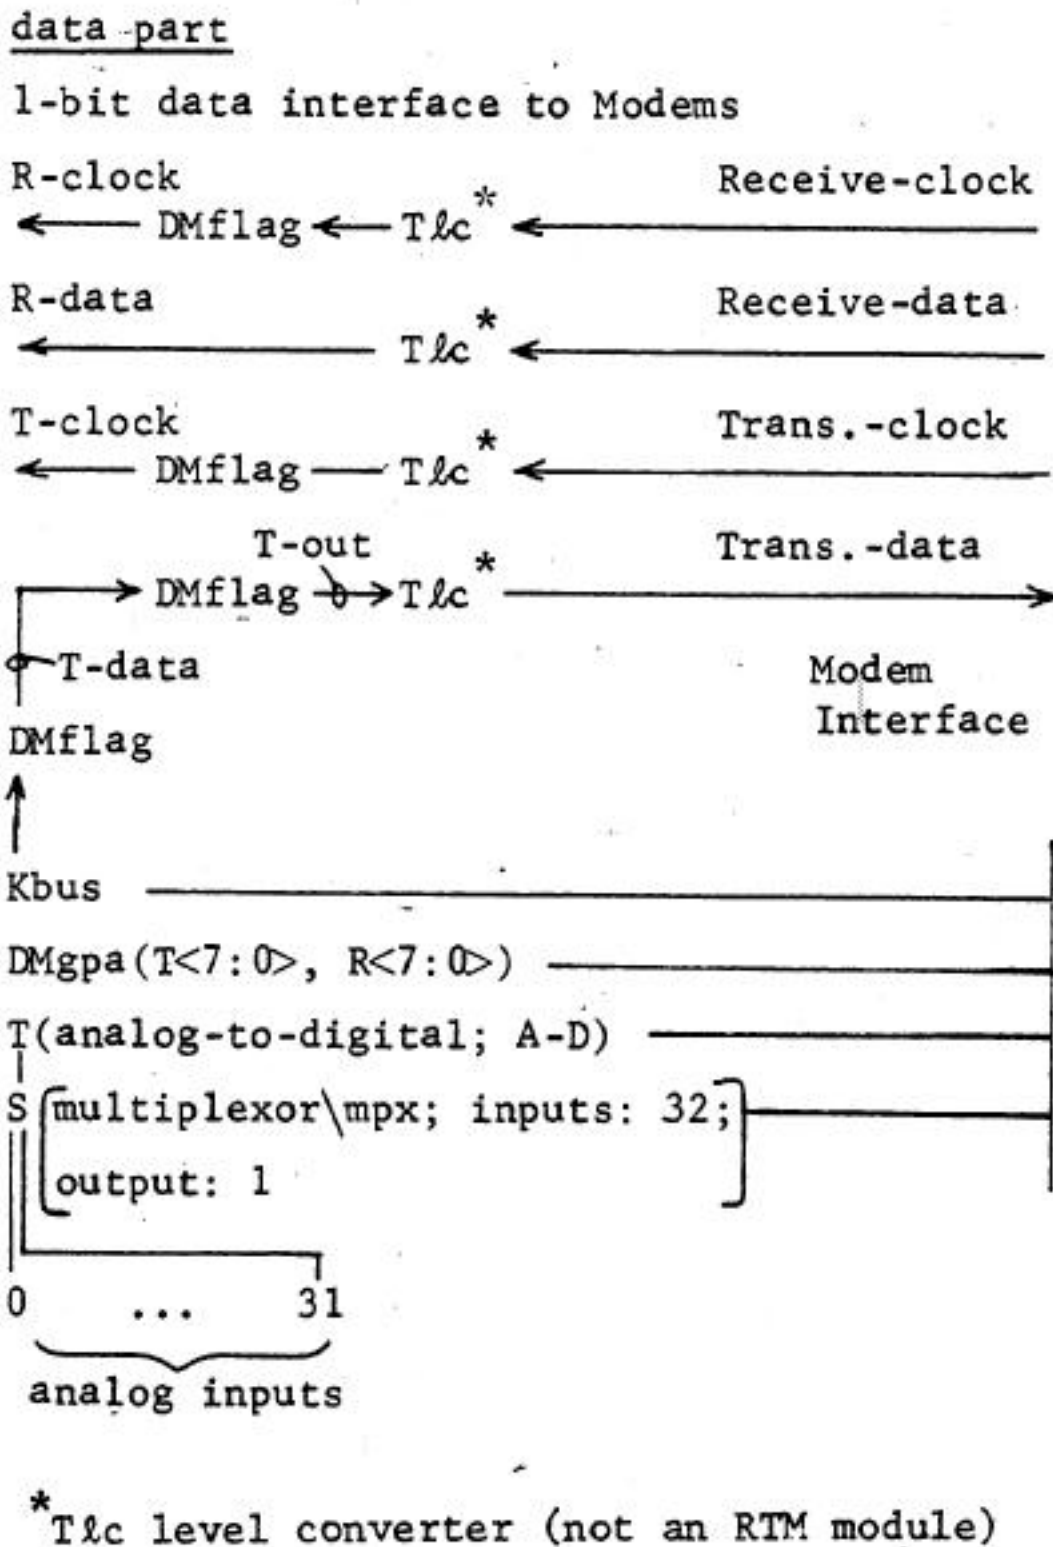 data part
1-bit data interface to Modems
R-clock Receive-clock
DMflag Tℓc*
R-data Receive-data
Tℓc*
T-clock Trans.-clock
DMflag Tℓc*
T-out Trans.-data
DMflag Tℓc*
T-data Modem
Interface
DMflag
Kbus
DMgpa(T<7:0>, R<7:0>)
T(analog-to-digital; A-D)
S [multiplexor\mpx; inputs: 32;
output: 1]
0 ... 31
analog inputs
*Tℓc level converter (not an RTM module)